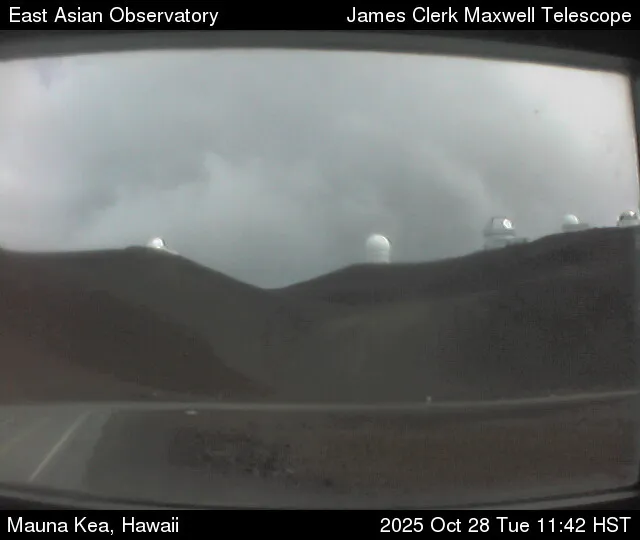 East Asian Observatory
James Clerk Maxwell Telescope
Mauna Kea, Hawaii
2025 Oct 28 Tue 11:42 HST